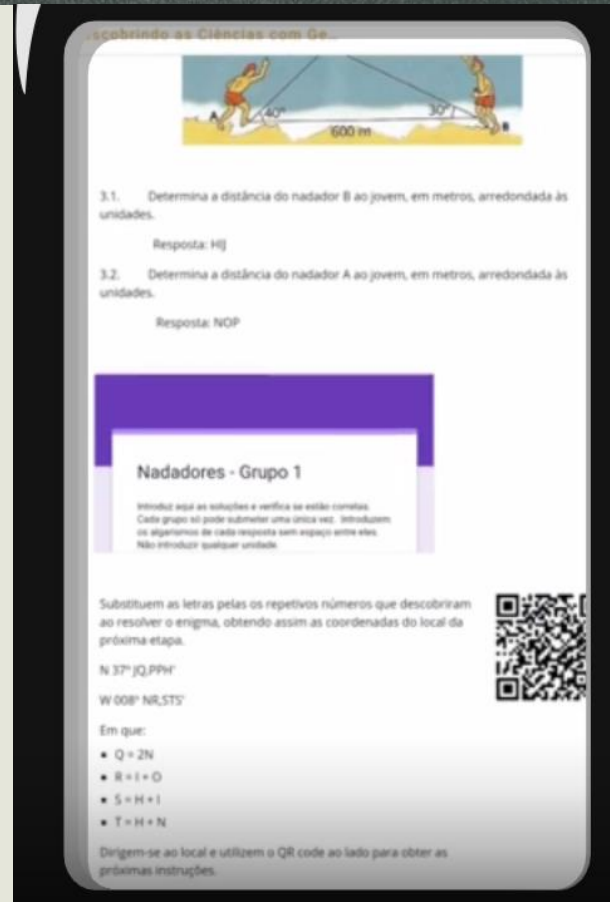 scobrindo as Ciências com Ge...
A
40°
30°
B
600 m
3.1. Determina a distância do nadador B ao jovem, em metros, arredondada às
unidades.
Resposta: HIJ
3.2. Determina a distância do nadador A ao jovem, em metros, arredondada às
unidades.
Resposta: NOP
Nadadores - Grupo 1
Introduz aqui as soluções e verifica se estão corretas.
Cada grupo só pode submeter uma única vez. Introduzem
os algarismos de cada resposta sem espaço entre eles.
Não introduzir qualquer unidade.
Substituem as letras pelas os repetivos números que descobriram
ao resolver o enigma, obtendo assim as coordenadas do local da
próxima etapa.
N 37° JQ,PPH'
W 008° NR,STS'
Em que:
• Q = 2N
• R = I + O
• S = H + I
• T = H + N
Dirigem-se ao local e utilizem o QR code ao lado para obter as
próximas instruções.